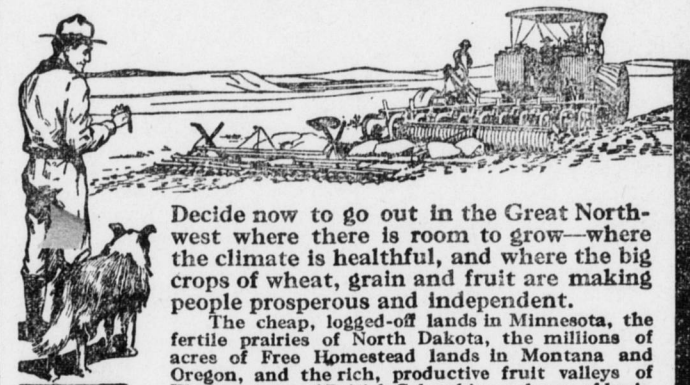 Decide now to go out in the Great North-
west where there is room to grow—where
the climate is healthful, and where the big
crops of wheat, grain and fruit are making
people prosperous and independent.
The cheap, logged-off lands in Minnesota, the
fertile prairies of North Dakota, the millions of
acres of Free Homestead lands in Montana and
Oregon, and the rich, productive fruit valleys of